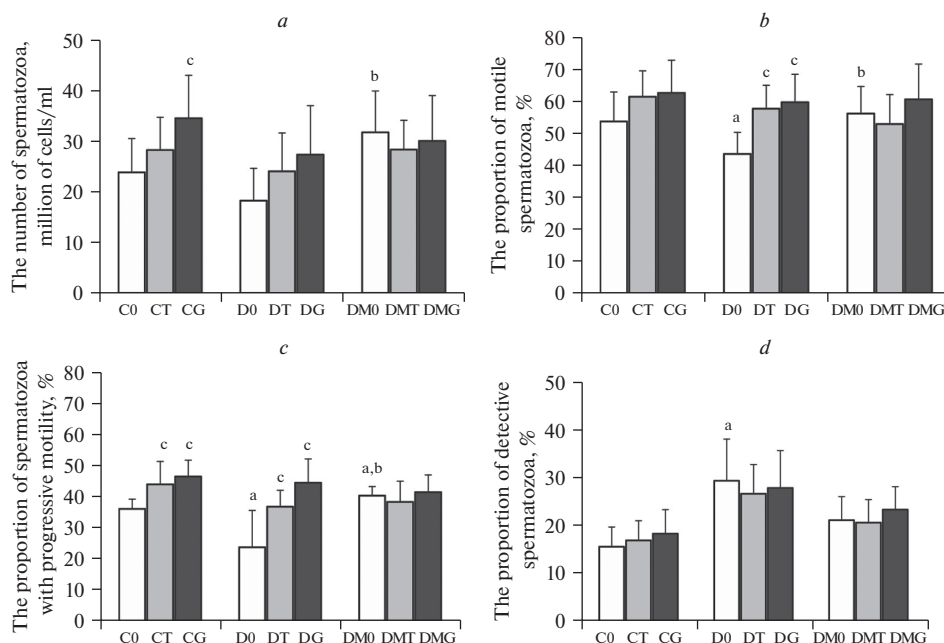 a
The number of spermatozoa,
million of cells/ml
50
40
30
20
10
0
c
b
C0 CT CG D0 DT DG DM0 DMT DMG
b
The proportion of motile
spermatozoa, %
80
70
60
50
40
30
20
10
0
a
c
c
b
C0 CT CG D0 DT DG DM0 DMT DMG
c
The proportion of spermatozoa
with progressive motility, %
80
70
60
50
40
30
20
10
0
c
c
a
c
c
a,b
C0 CT CG D0 DT DG DM0 DMT DMG
d
The proportion of detective
spermatozoa, %
50
40
30
20
10
0
a
C0 CT CG D0 DT DG DM0 DMT DMG